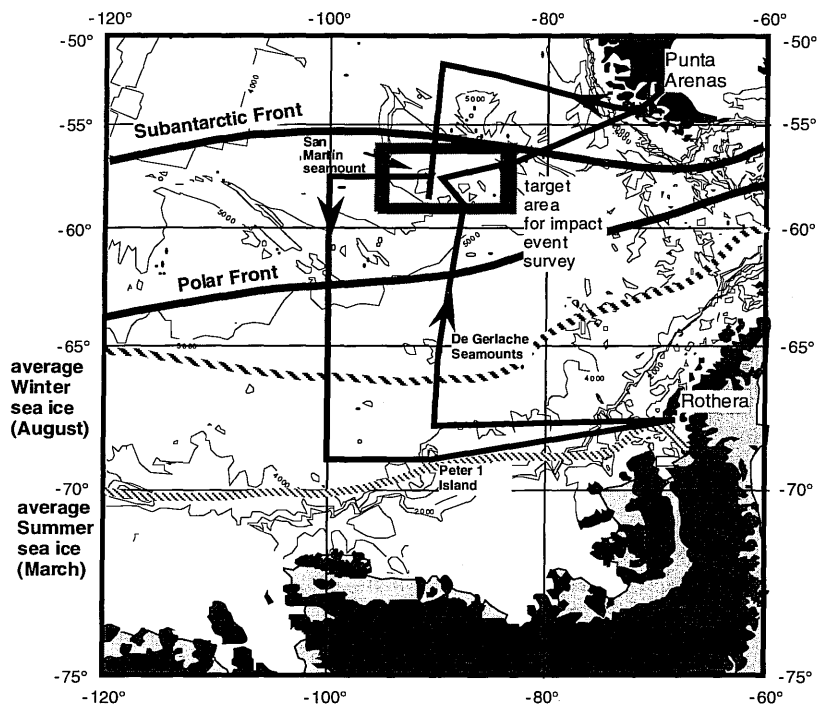 -120°
-100°
-80°
-60°
-50°
-50°
Punta
Arenas
4000
5000
Subantarctic Front
-55°
-55°
San
Martin
seamount
target
area
for impact
event
survey
5000
-60°
-60°
5000
Polar Front
De Gerlache
Seamounts
-65°
5000
-65°
average
Winter
sea ice
(August)
4000
Rothera
Peter 1
Island
4000
-70°
-70°
2000
average
Summer
sea ice
(March)
-75°
-75°
-120°
-100°
-80°
-60°